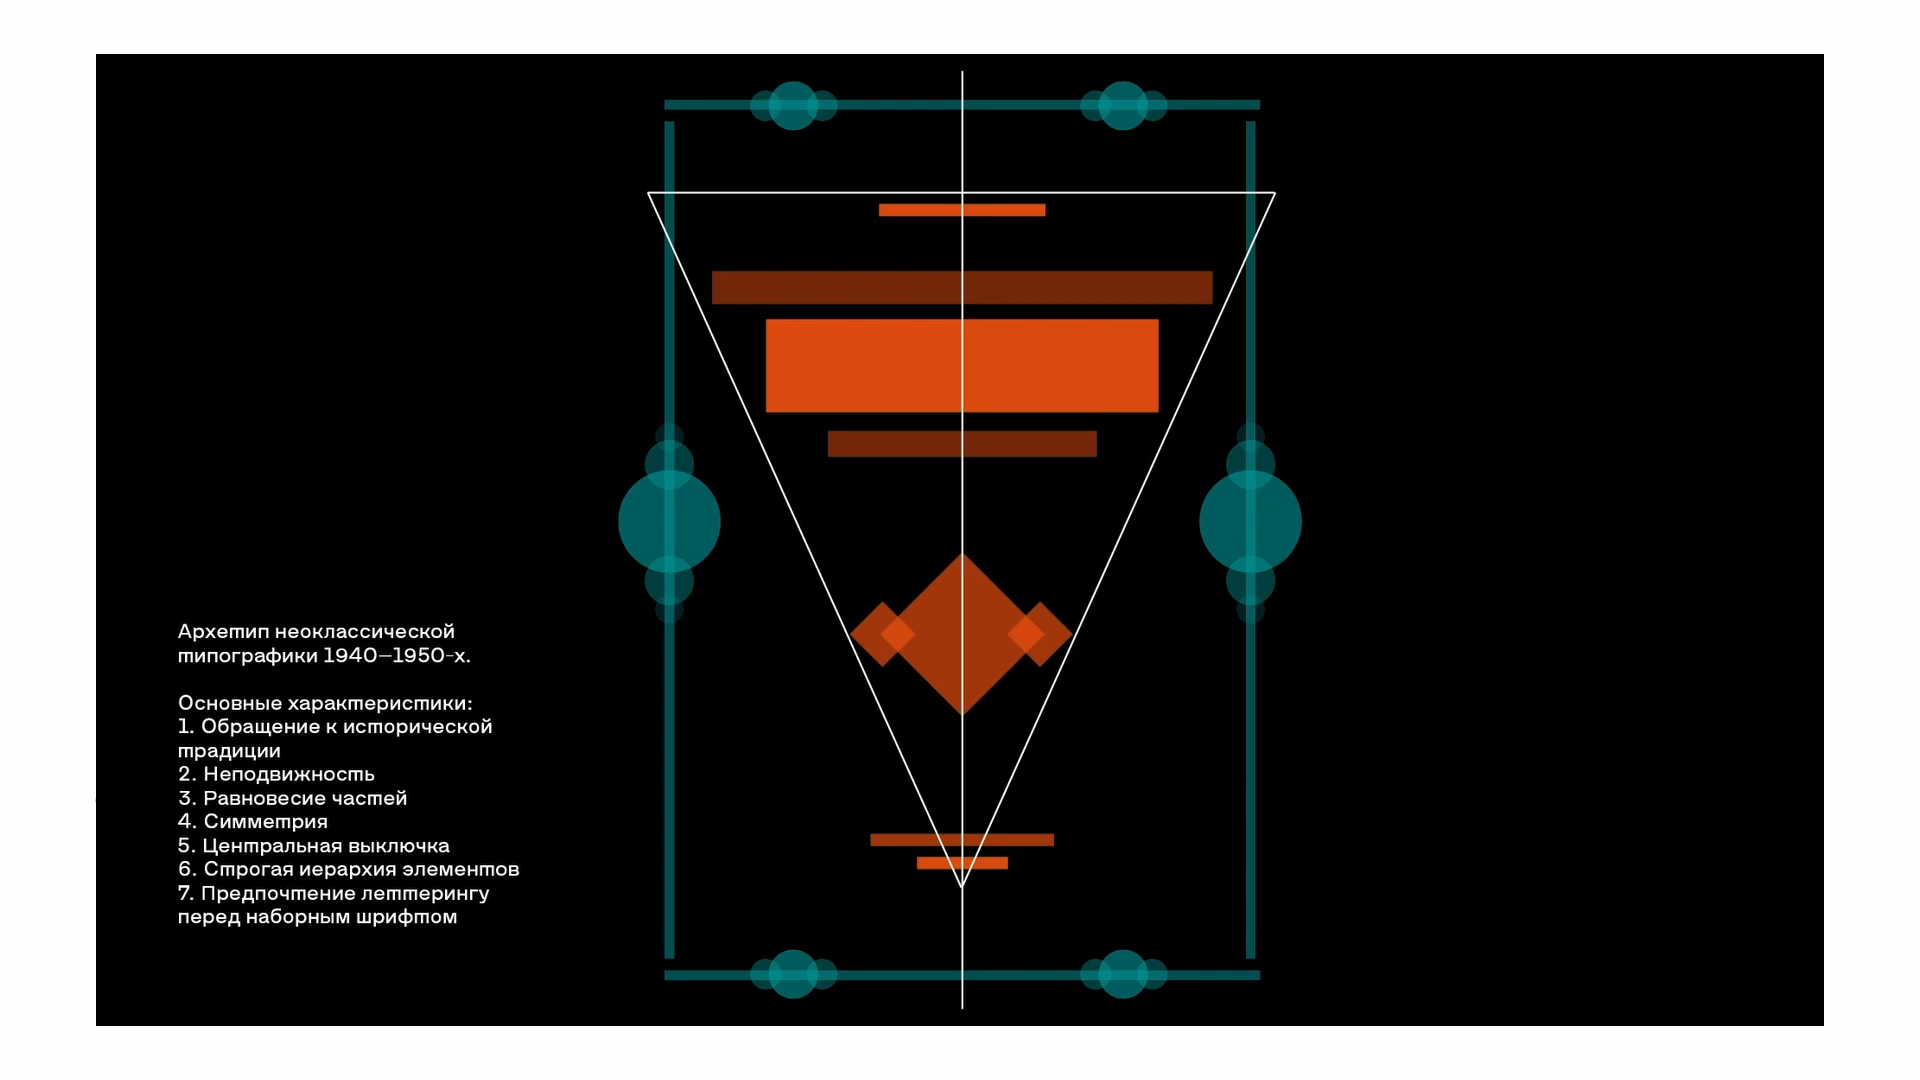 Архетип неоклассической
типографики 1940–1950-х.
Основные характеристики:
1. Обращение к исторической
традиции
2. Неподвижность
3. Равновесие частей
4. Симметрия
5. Центральная выключка
6. Строгая иерархия элементов
7. Предпочтение леттерингу
перед наборным шрифтом